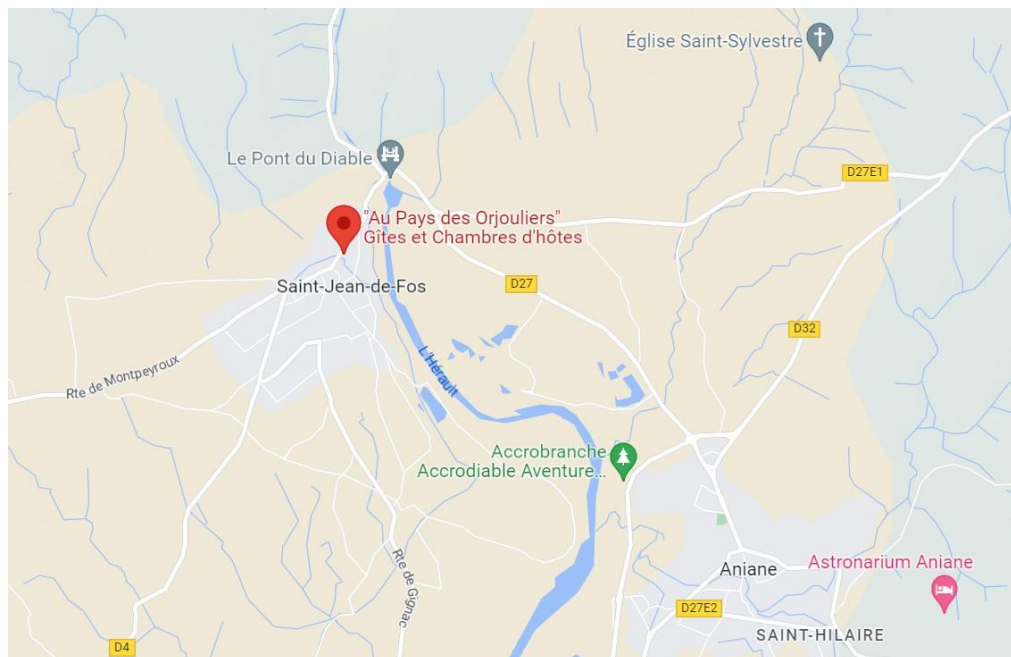 Église Saint-Sylvestre
Le Pont du Diable
D27E1
"Au Pays des Orjouliers"
Gîtes et Chambres d'hôtes
Saint-Jean-de-Fos
D27
D32
L'Hérault
Rte de Montpeyroux
Accrobranche
Accrodiable Aventure...
Rte de Gignac
Aniane
Astronarium Aniane
D27E2
SAINT-HILAIRE
D4